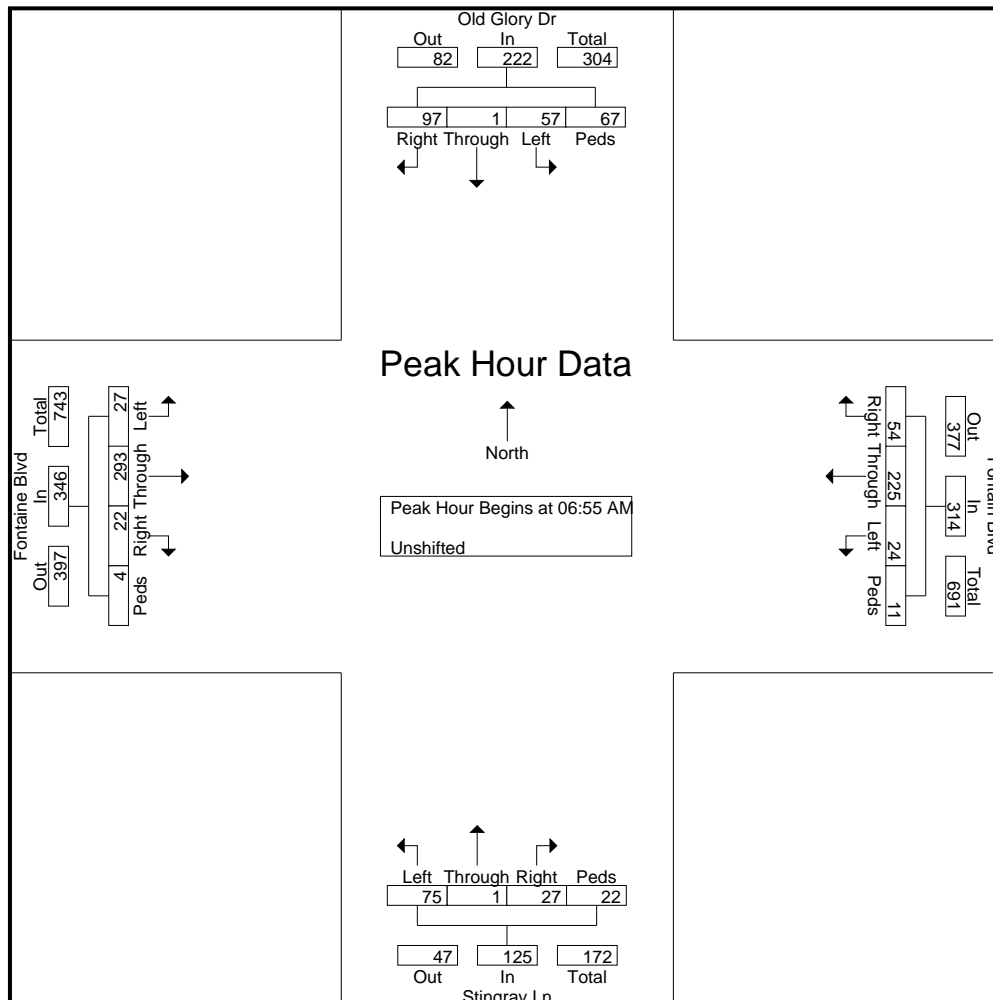 Old Glory Dr
Out In Total
82 222 304
97 1 57 67
Right Through Left Peds
Peak Hour Data
North
Peak Hour Begins at 06:55 AM
Unshifted
Fontaine Blvd
Total In Out
743 346 397
27 293 22 4
Left Through Right Peds
Right Through Left Peds
54 225 24 11
Out In Total
377 314 691
Blvd
Left Through Right Peds
75 1 27 22
47 125 172
Out In Total
Stingray Ln